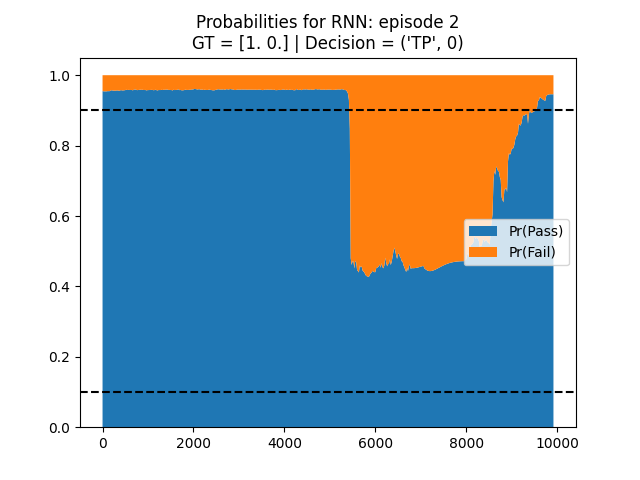 Probabilities for RNN: episode 2
GT = [1. 0.] | Decision = ('TP', 0)
1.0
0.8
0.6
0.4
0.2
0.0
Pr(Pass)
Pr(Fail)
0 2000 4000 6000 8000 10000